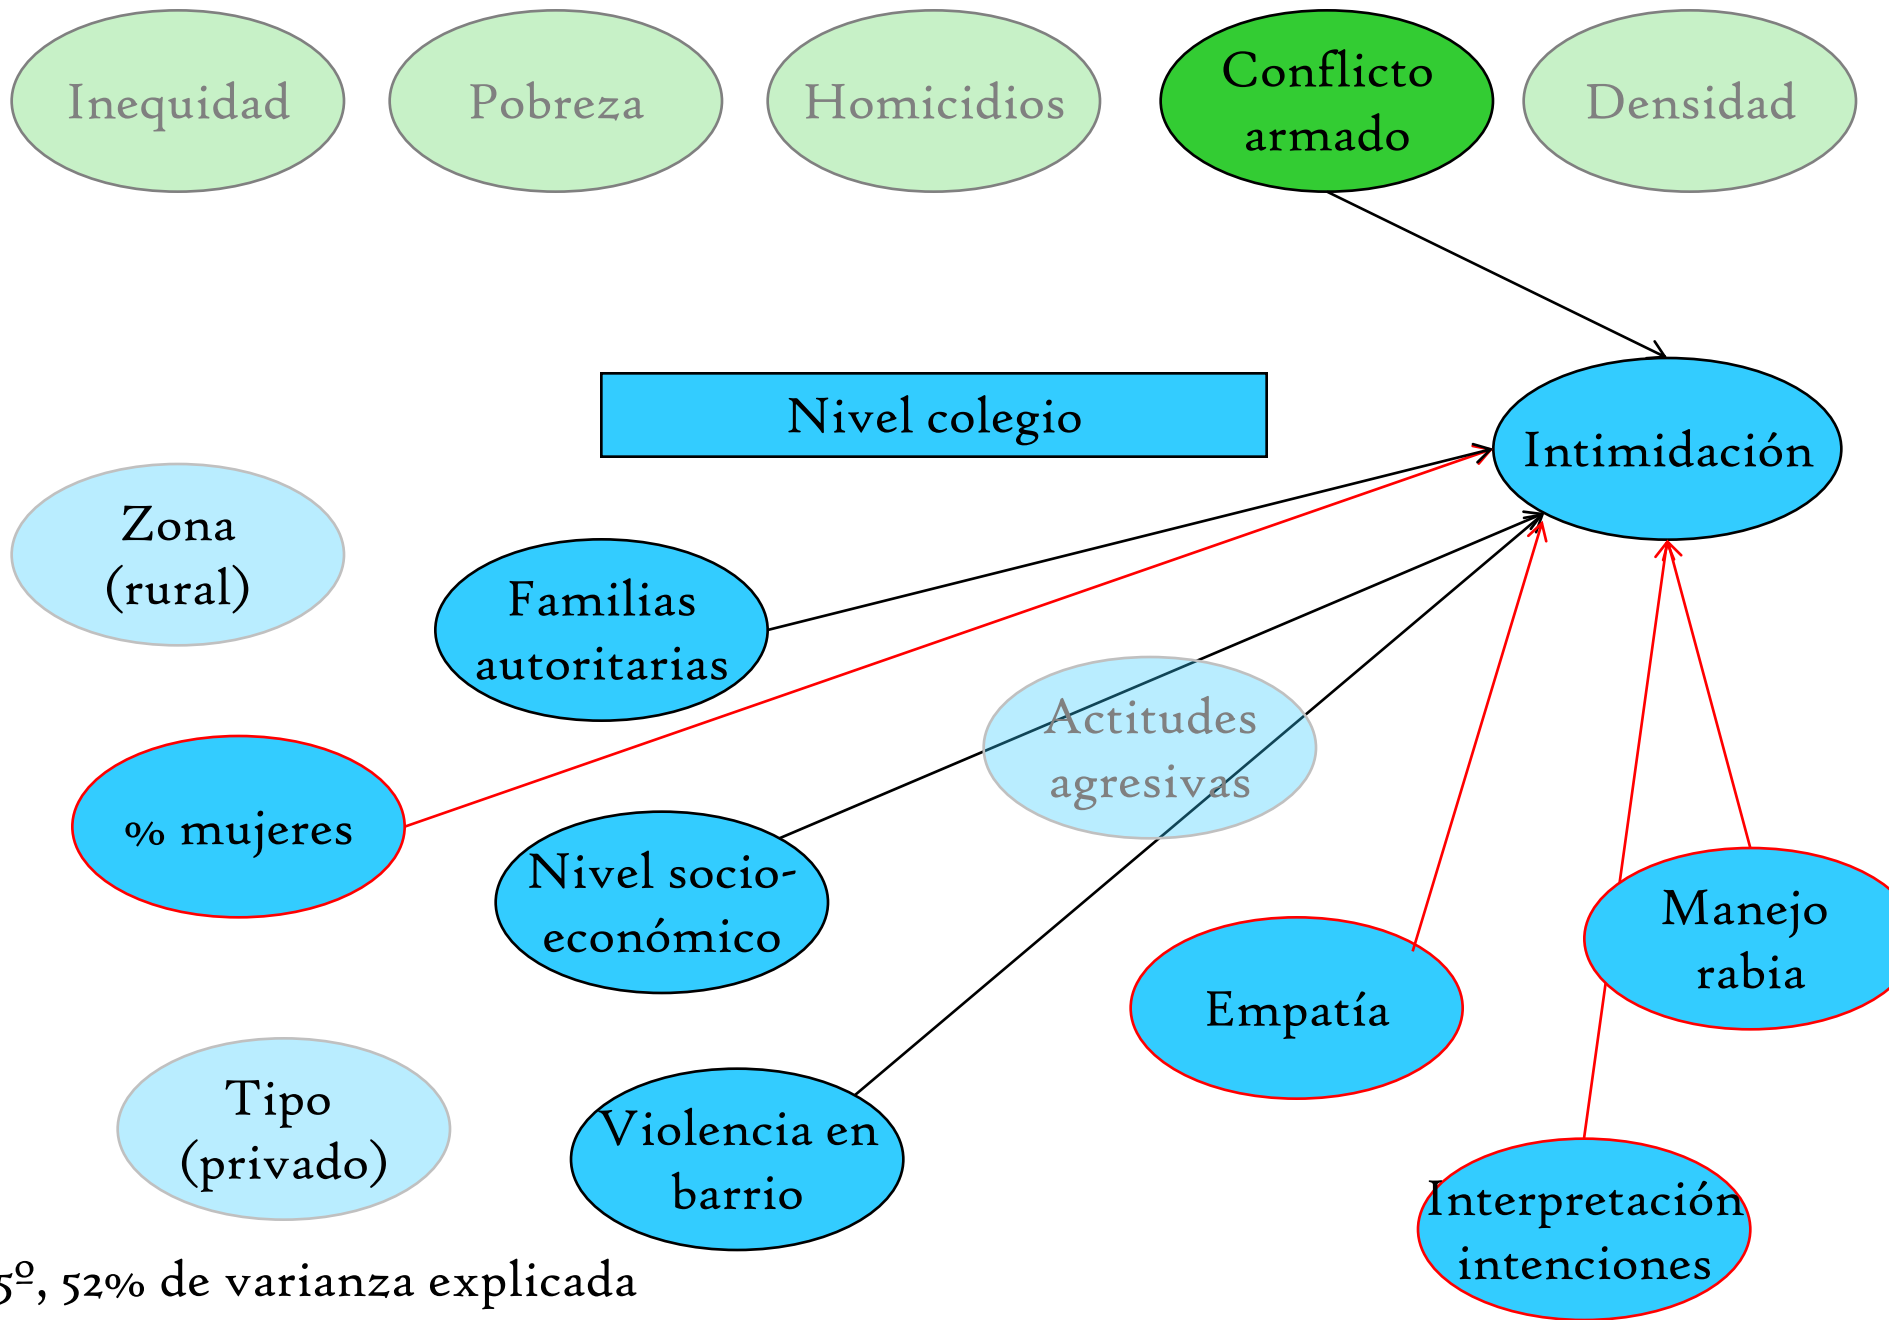 Inequidad
Pobreza
Homicidios
Conflicto
armado
Densidad
Nivel colegio
Intimidación
Zona
(rural)
Familias
autoritarias
Actitudes
agresivas
% mujeres
Nivel socio-
económico
Manejo
rabia
Empatía
Tipo
(privado)
Violencia en
barrio
Interpretación
intenciones
5º, 52% de varianza explicada